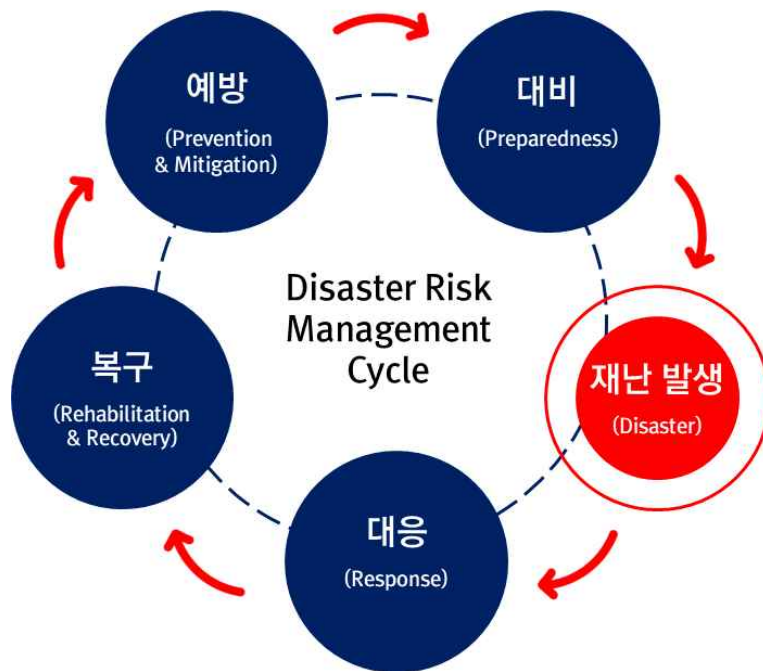 예방
(Prevention
& Mitigation)
대비
(Preparedness)
Disaster Risk
Management
Cycle
재난 발생
(Disaster)
복구
(Rehabilitation
& Recovery)
대응
(Response)